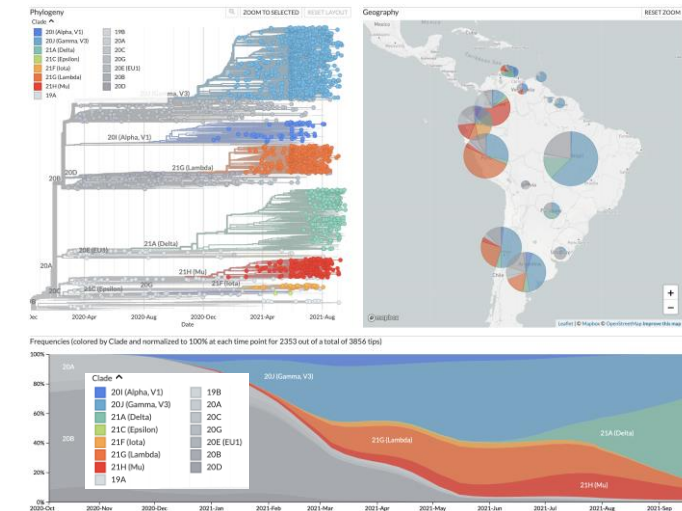 Phylogeny
ZOOM TO SELECTED
RESET LAYOUT
Clade
20I (Alpha, V1)
20J (Gamma, V3)
21A (Delta)
21C (Epsilon)
21F (Iota)
21G (Lambda)
21H (Mu)
19A
19B
20A
20C
20G
20E (EU1)
20B
20D
20I (Alpha, V1)
20D
21G (Lambda)
20B
21A (Delta)
20E (EU1)
20A
21H (Mu)
21F (Iota)
20G
21C (Epsilon)
20C
2020-Apr
2020-Aug
2020-Dec
2021-Apr
2021-Aug
Date
Geography
RESET ZOOM
Mexico
Cuba
Chile
+
−
mapbox
Leaflet | © Mapbox © OpenStreetMap Improve this map
Frequencies (colored by Clade and normalized to 100% at each time point for 2353 out of a total of 3856 tips)
100%
80%
60%
40%
20%
0%
20A
20B
Clade
20I (Alpha, V1)
20J (Gamma, V3)
21A (Delta)
21C (Epsilon)
21F (Iota)
21G (Lambda)
21H (Mu)
19A
19B
20A
20C
20G
20E (EU1)
20B
20D
20J (Gamma, V3)
21G (Lambda)
21A (Delta)
21H (Mu)
2020-Oct
2020-Nov
2020-Dec
2021-Jan
2021-Feb
2021-Mar
2021-Apr
2021-May
2021-Jun
2021-Jul
2021-Aug
2021-Sep